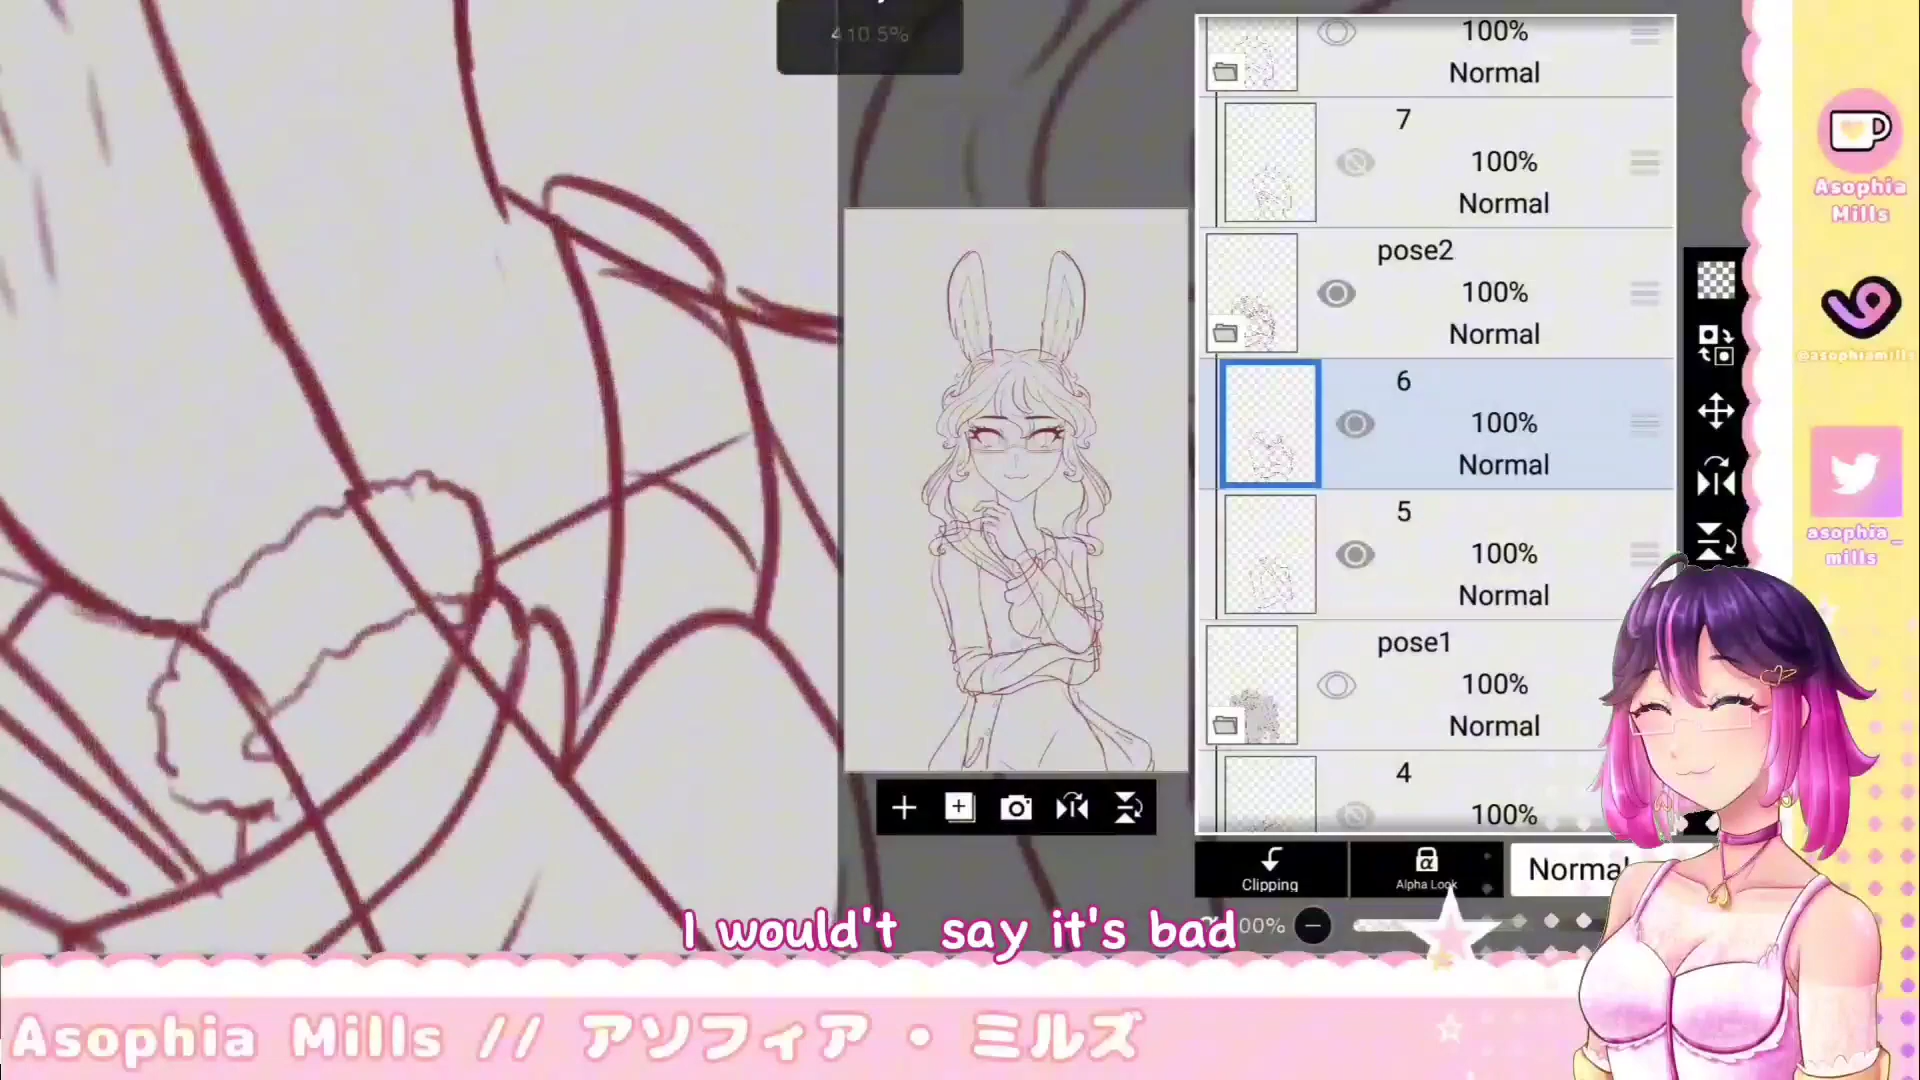 410.5%
100%
Normal
7
100%
Normal
pose2
100%
Normal
6
100%
Normal
5
100%
Normal
pose1
100%
Normal
4
100%
Clipping
Alpha Lock
Normal
I would't say it's bad
Asophia
Mills
@asophiamills
asophia_
mills
Asophia Mills // アソフィア・ミルズ